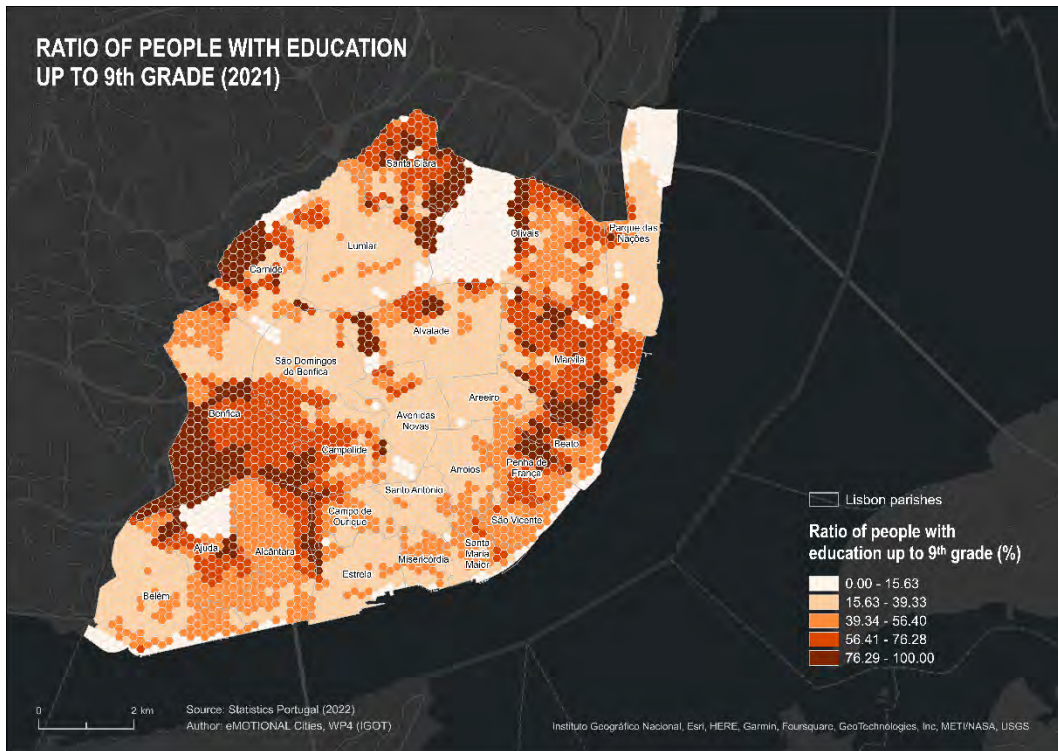 RATIO OF PEOPLE WITH EDUCATION
UP TO 9th GRADE (2021)
Santa Clara
Olivais
Parque das
Nações
Lumiar
Carnide
Alvalade
São Domingos
de Benfica
Marvila
Areeiro
Benfica
Avenidas
Novas
Campolide
Beato
Arroios
Penha de
França
Santo António
Campo de
Ourique
São Vicente
Ajuda
Alcântara
Misericórdia
Santa
Maria
Maior
Estrela
Belém
Lisbon parishes
Ratio of people with
education up to 9th grade (%)
0.00 - 15.63
15.63 - 39.33
39.34 - 56.40
56.41 - 76.28
76.29 - 100.00
0 2 km
Source: Statistics Portugal (2022)
Author: eMOTIONAL Cities, WP4 (IGOT)
Instituto Geográfico Nacional, Esri, HERE, Garmin, Foursquare, GeoTechnologies, Inc, METI/NASA, USGS